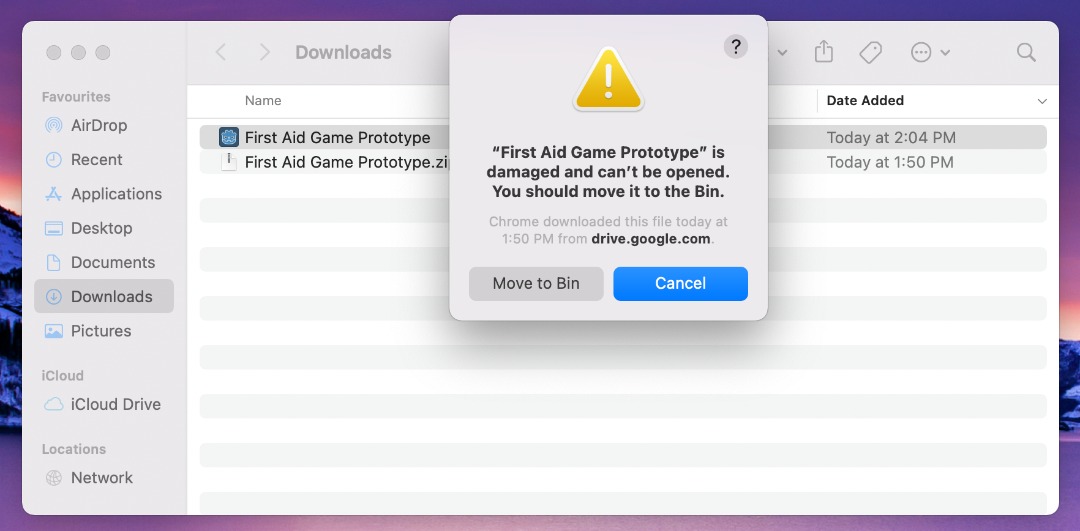 Downloads
?
Favourites
AirDrop
Recent
Applications
Desktop
Documents
Downloads
Pictures
iCloud
iCloud Drive
Locations
Network
Name
Date Added
First Aid Game Prototype
Today at 2:04 PM
First Aid Game Prototype.zip
Today at 1:50 PM
“First Aid Game Prototype” is
damaged and can’t be opened.
You should move it to the Bin.
Chrome downloaded this file today at
1:50 PM from drive.google.com.
Move to Bin
Cancel